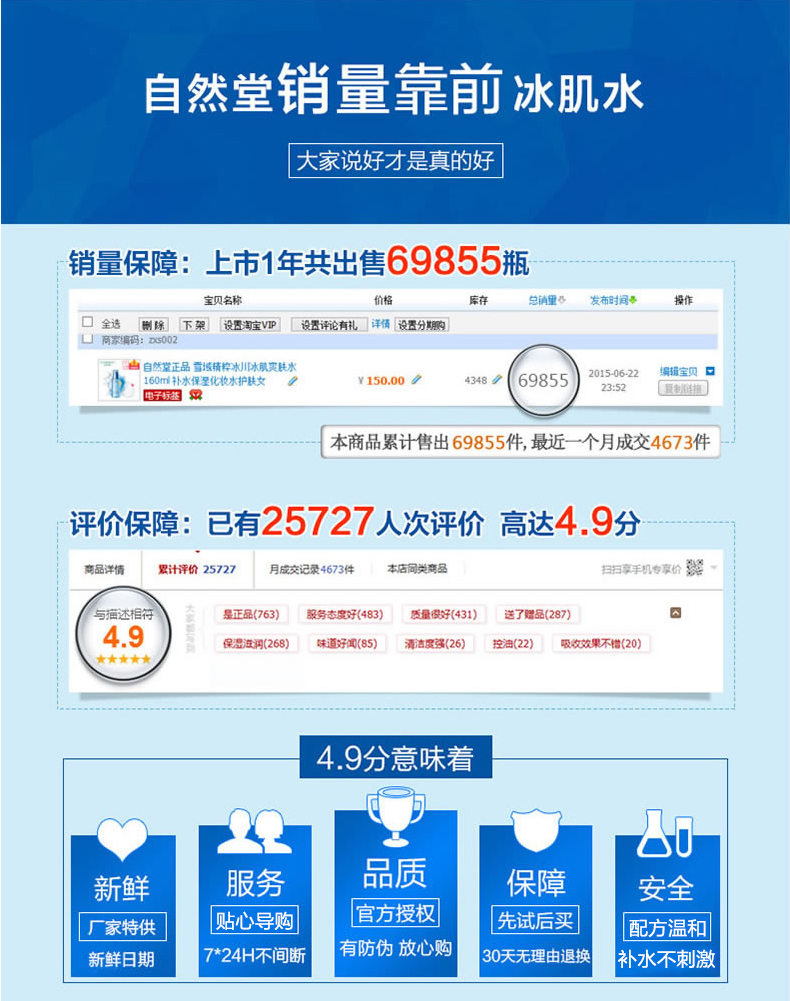 自然堂销量靠前 冰肌水
大家说好才是真的好
销量保障：上市1年共出售69855瓶
宝贝名称 价格 库存 总销量 发布时间 操作
全选 删除 下架 设置淘宝VIP 设置评论有礼 详情 设置分期购
商家编码：zxs002
自然堂正品 雪域精粹冰川冰肌爽肤水
160ml 补水保湿化妆水护肤女
电子标签
¥150.00 4348 69855 2015-06-22
23:52
编辑宝贝
复制链接
本商品累计售出69855件, 最近一个月成交4673件
评价保障：已有25727人次评价 高达4.9分
商品详情 累计评价 25727 月成交记录4673件 本店同类商品 扫扫享手机专享价
与描述相符
4.9
是正品(763) 服务态度好(483) 质量很好(431) 送了赠品(287)
保湿滋润(268) 味道好闻(85) 清洁度强(26) 控油(22) 吸收效果不错(20)
4.9分意味着
新鲜
厂家特供
新鲜日期
服务
贴心导购
7*24H不间断
品质
官方授权
有防伪 放心购
保障
先试后买
30天无理由退换
安全
配方温和
补水不刺激